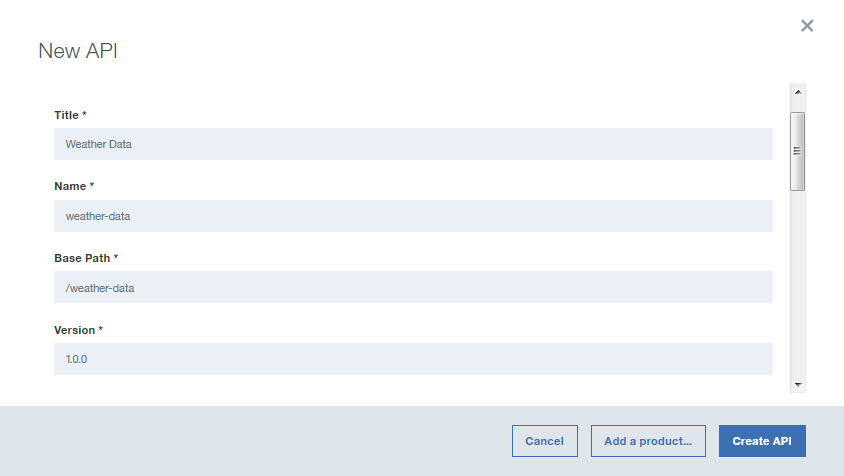 New API
Title *
Weather Data
Name *
weather-data
Base Path *
/weather-data
Version *
1.0.0
Cancel
Add a product...
Create API